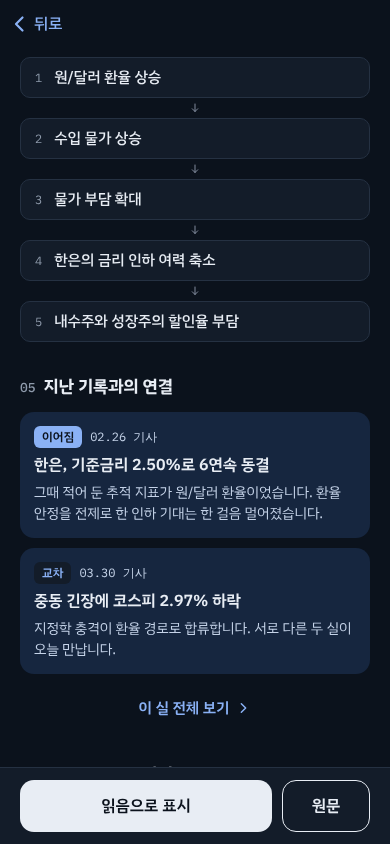 뒤로
1 원/달러 환율 상승
↓
2 수입 물가 상승
↓
3 물가 부담 확대
↓
4 한은의 금리 인하 여력 축소
↓
5 내수주와 성장주의 할인율 부담
05 지난 기록과의 연결
이어짐 02.26 기사
한은, 기준금리 2.50%로 6연속 동결
그때 적어 둔 추적 지표가 원/달러 환율이었습니다. 환율
안정을 전제로 한 인하 기대는 한 걸음 멀어졌습니다.
교차 03.30 기사
중동 긴장에 코스피 2.97% 하락
지정학 충격이 환율 경로로 합류합니다. 서로 다른 두 실이
오늘 만납니다.
이 실 전체 보기
읽음으로 표시
원문